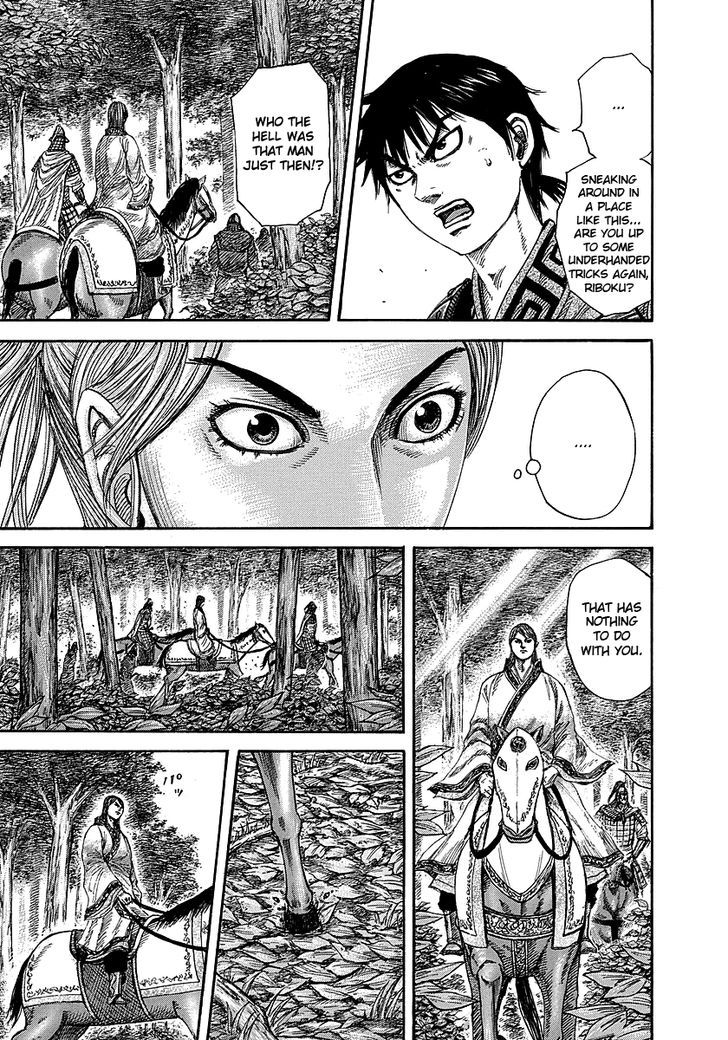 ...
SNEAKING
AROUND IN
A PLACE
LIKE THIS...
ARE YOU UP
TO SOME
UNDERHANDED
TRICKS AGAIN,
RIBOKU?
WHO THE
HELL WAS
THAT MAN
JUST THEN!?
....
THAT HAS
NOTHING
TO DO
WITH YOU.